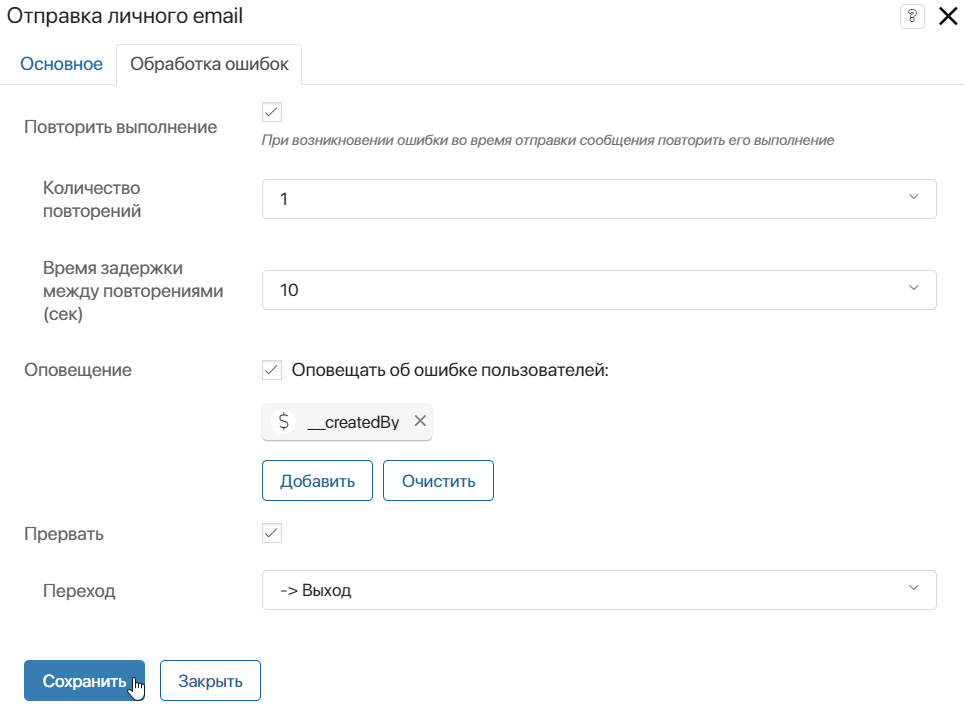 Отправка личного email
?
Основное
Обработка ошибок
Повторить выполнение
При возникновении ошибки во время отправки сообщения повторить его выполнение
Количество
повторений
1
Время задержки
между повторениями
(сек)
10
Оповещение
Оповещать об ошибке пользователей:
$ __createdBy
Добавить
Очистить
Прервать
Переход
-> Выход
Сохранить
Закрыть